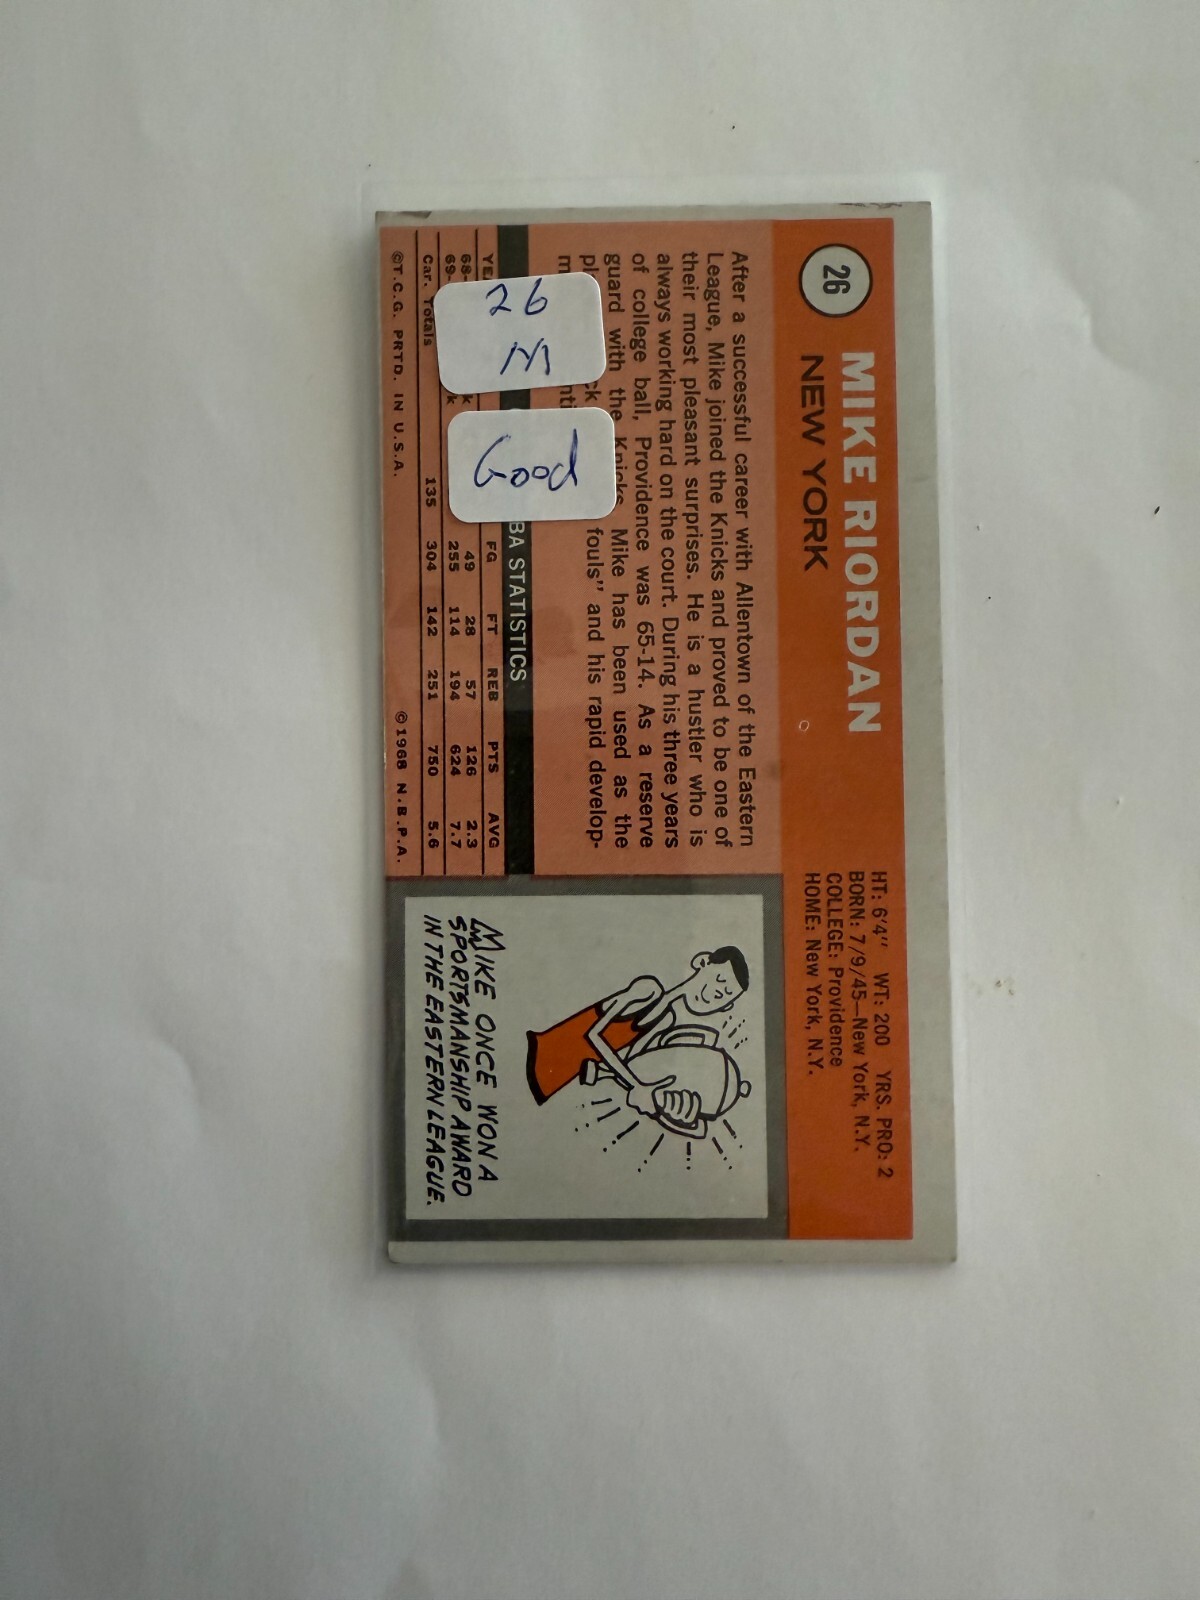 26
MIKE RIORDAN
NEW YORK
HT: 6'4" WT: 200 YRS. PRO: 2
BORN: 7/9/45—New York, N.Y.
COLLEGE: Providence
HOME: New York, N.Y.
After a successful career with Allentown of the Eastern
League, Mike joined the Knicks and proved to be one of
their most pleasant surprises. He is a hustler who is
always working hard on the court. During his three years
of college ball, Providence was 65-14. As a reserve
guard with the Knicks, Mike has been used as the
fouls" and his rapid develop-
26
Good
BA STATISTICS
FG FT REB PTS AVG
68- 49 28 57 126 2.3
69- 255 114 194 624 7.7
Car. Totals 135 304 142 251 750 5.6
©T.C.G. PRTD. IN U.S.A. ©1968 N.B.P.A.
MIKE ONCE WON A
SPORTSMANSHIP AWARD
IN THE EASTERN LEAGUE.